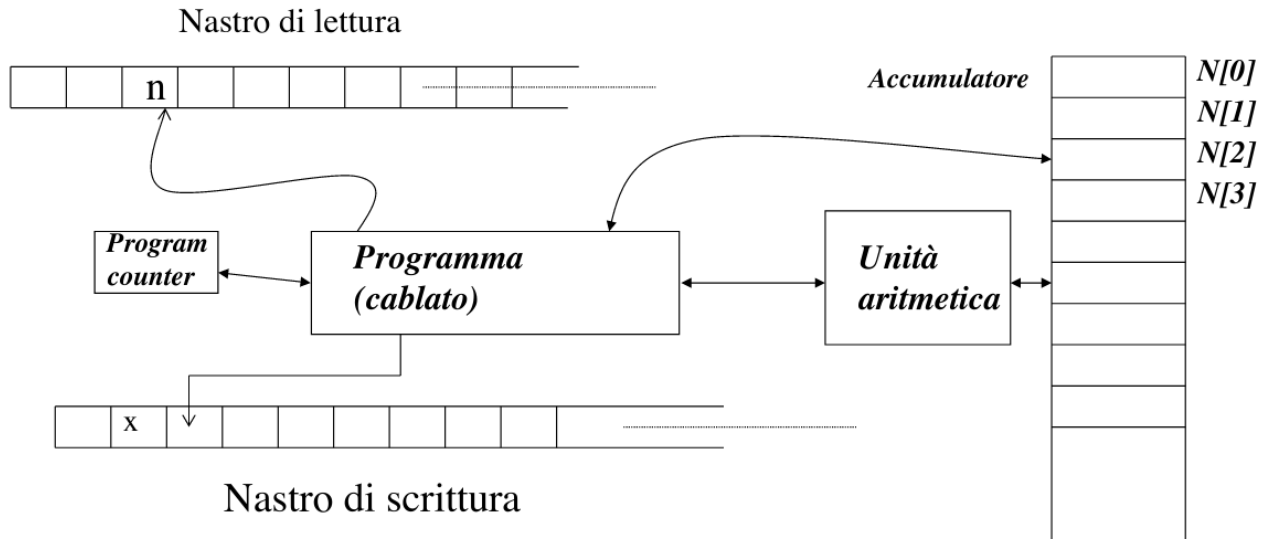 Nastro di lettura
n
Accumulatore
N[0]
N[1]
N[2]
N[3]
Program
counter
Programma
(cablato)
Unità
aritmetica
x
Nastro di scrittura